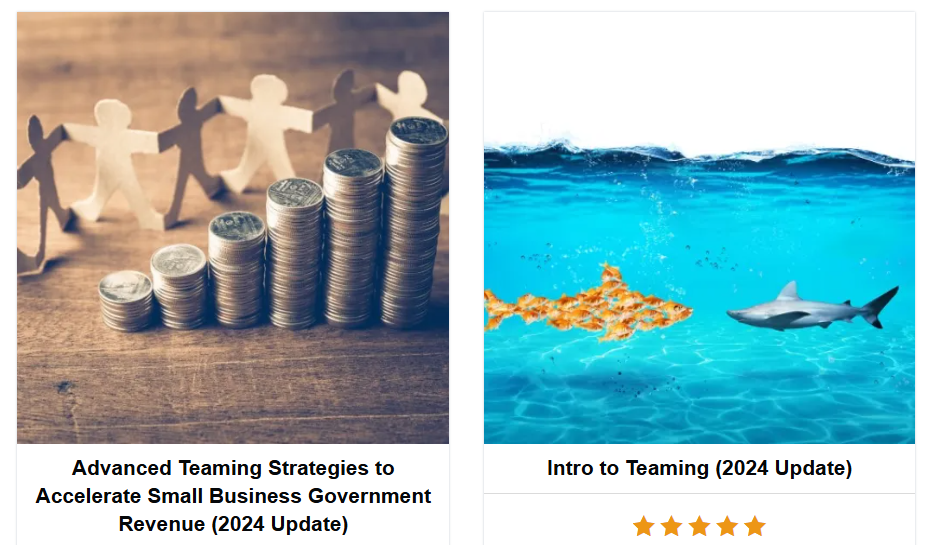 Advanced Teaming Strategies to
Accelerate Small Business Government
Revenue (2024 Update)
Intro to Teaming (2024 Update)